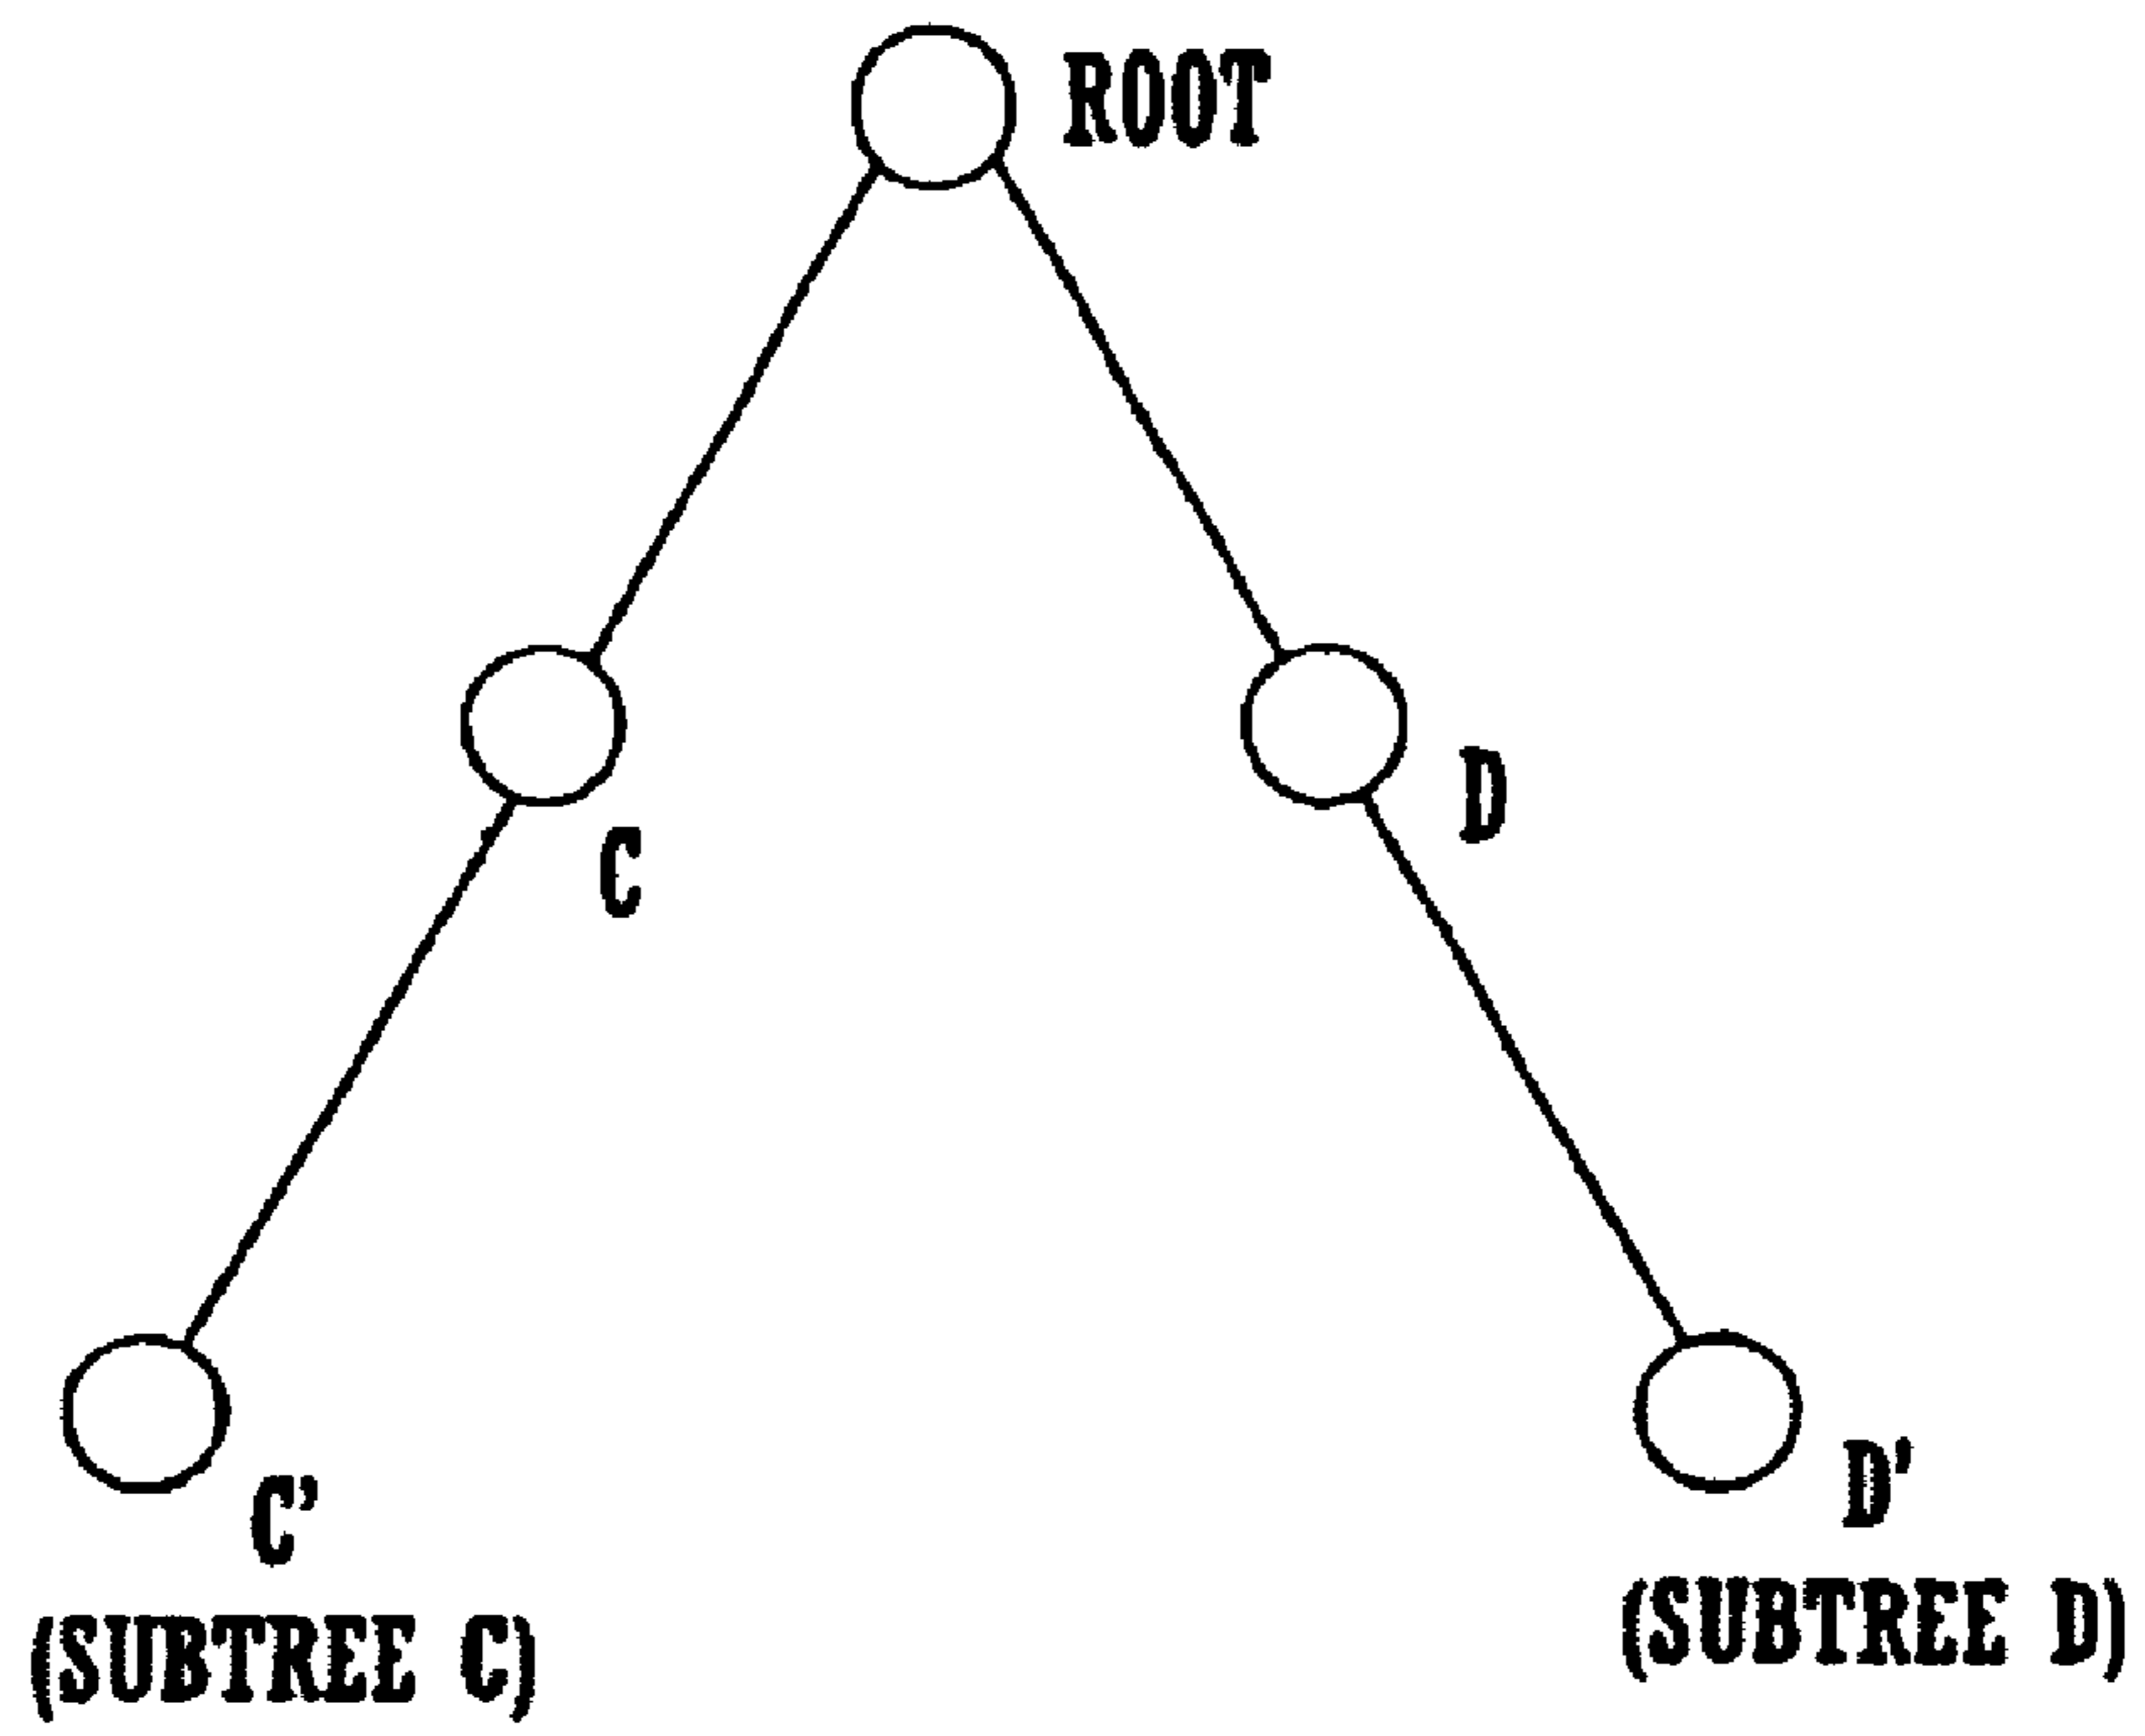 ROOT
C
D
C'
(SUBTREE C)
D'
(SUBTREE D)